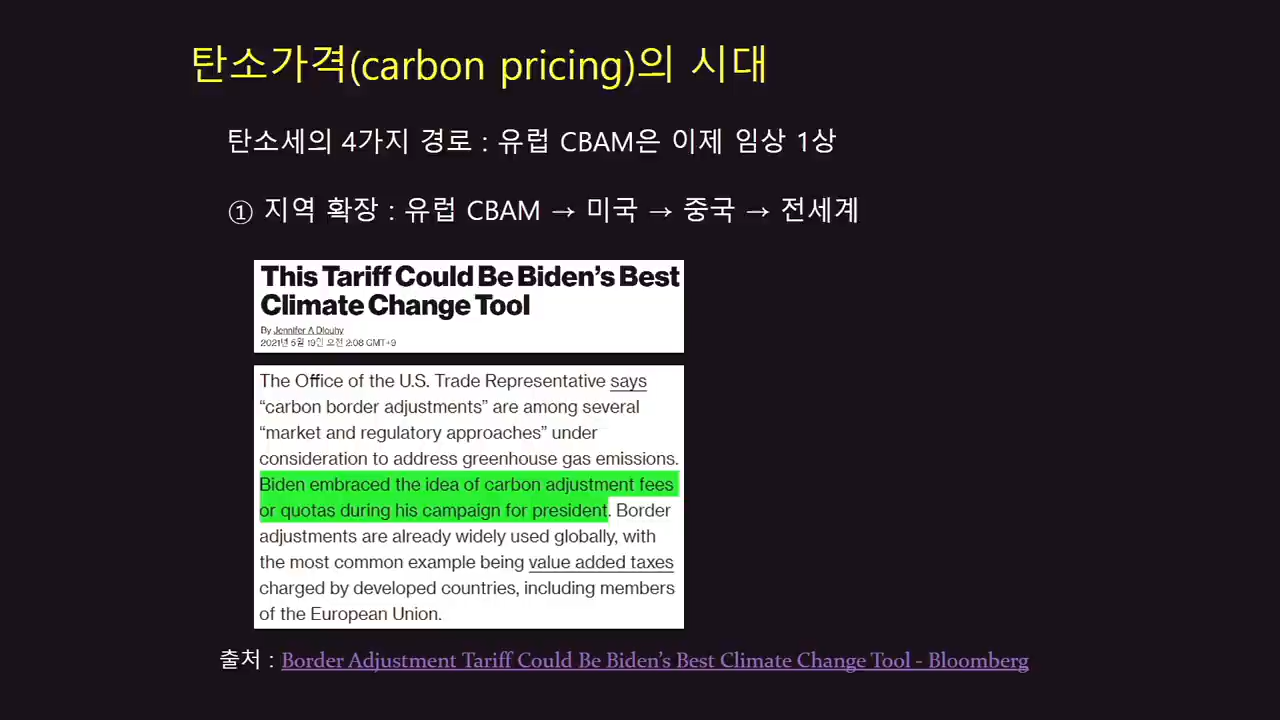 탄소가격(carbon pricing)의 시대
탄소세의 4가지 경로 : 유럽 CBAM은 이제 임상 1상
① 지역 확장 : 유럽 CBAM → 미국 → 중국 → 전세계
This Tariff Could Be Biden’s Best
Climate Change Tool
By Jennifer A Dlouhy
2021년 5월 19일 오전 2:08 GMT+9
The Office of the U.S. Trade Representative says
“carbon border adjustments” are among several
“market and regulatory approaches” under
consideration to address greenhouse gas emissions.
Biden embraced the idea of carbon adjustment fees
or quotas during his campaign for president. Border
adjustments are already widely used globally, with
the most common example being value added taxes
charged by developed countries, including members
of the European Union.
출처 : Border Adjustment Tariff Could Be Biden’s Best Climate Change Tool - Bloomberg